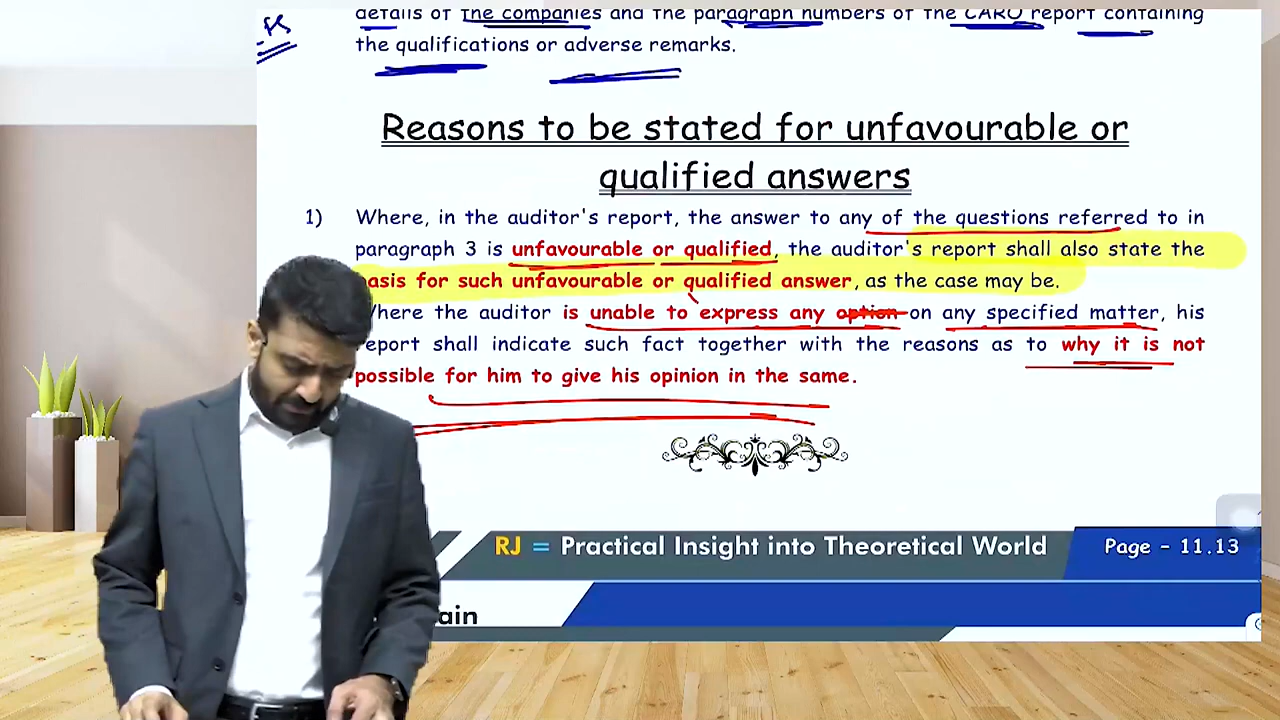 details of the companies and the paragraph numbers of the CARO report containing
the qualifications or adverse remarks.
Reasons to be stated for unfavourable or
qualified answers
1) Where, in the auditor's report, the answer to any of the questions referred to in
paragraph 3 is unfavourable or qualified, the auditor's report shall also state the
basis for such unfavourable or qualified answer, as the case may be.
Where the auditor is unable to express any option on any specified matter, his
report shall indicate such fact together with the reasons as to why it is not
possible for him to give his opinion in the same.
RJ = Practical Insight into Theoretical World
Page - 11.13
ain